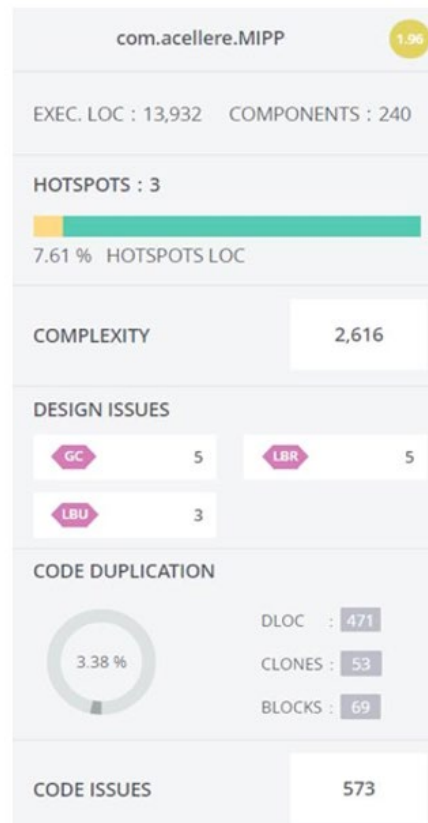 com.acellere.MIPP 1.96
EXEC. LOC : 13,932 COMPONENTS : 240
HOTSPOTS : 3
7.61 % HOTSPOTS LOC
COMPLEXITY 2,616
DESIGN ISSUES
GC 5 LBR 5
LBU 3
CODE DUPLICATION
3.38 %
DLOC : 471
CLONES : 53
BLOCKS : 69
CODE ISSUES 573